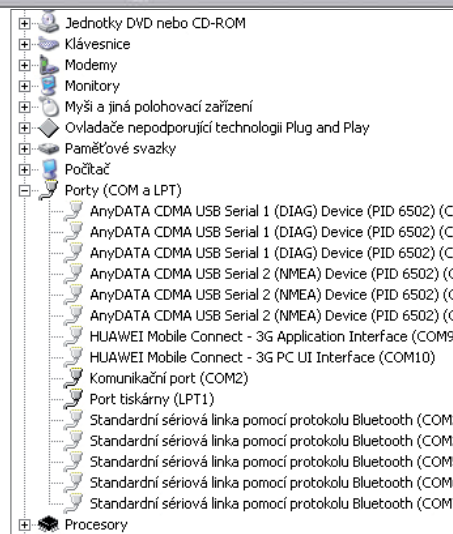 Jednotky DVD nebo CD-ROM
Klávesnice
Modemy
Monitory
Myši a jiná polohovací zařízení
Ovladače nepodporující technologii Plug and Play
Paměťové svazky
Počítač
Porty (COM a LPT)
AnyDATA CDMA USB Serial 1 (DIAG) Device (PID 6502) (C
AnyDATA CDMA USB Serial 1 (DIAG) Device (PID 6502) (C
AnyDATA CDMA USB Serial 1 (DIAG) Device (PID 6502) (C
AnyDATA CDMA USB Serial 2 (NMEA) Device (PID 6502) (C
AnyDATA CDMA USB Serial 2 (NMEA) Device (PID 6502) (C
AnyDATA CDMA USB Serial 2 (NMEA) Device (PID 6502) (C
HUAWEI Mobile Connect - 3G Application Interface (COM9
HUAWEI Mobile Connect - 3G PC UI Interface (COM10)
Komunikační port (COM2)
Port tiskárny (LPT1)
Standardní sériová linka pomocí protokolu Bluetooth (COM
Standardní sériová linka pomocí protokolu Bluetooth (COM
Standardní sériová linka pomocí protokolu Bluetooth (COM
Standardní sériová linka pomocí protokolu Bluetooth (COM
Standardní sériová linka pomocí protokolu Bluetooth (COM
Procesory